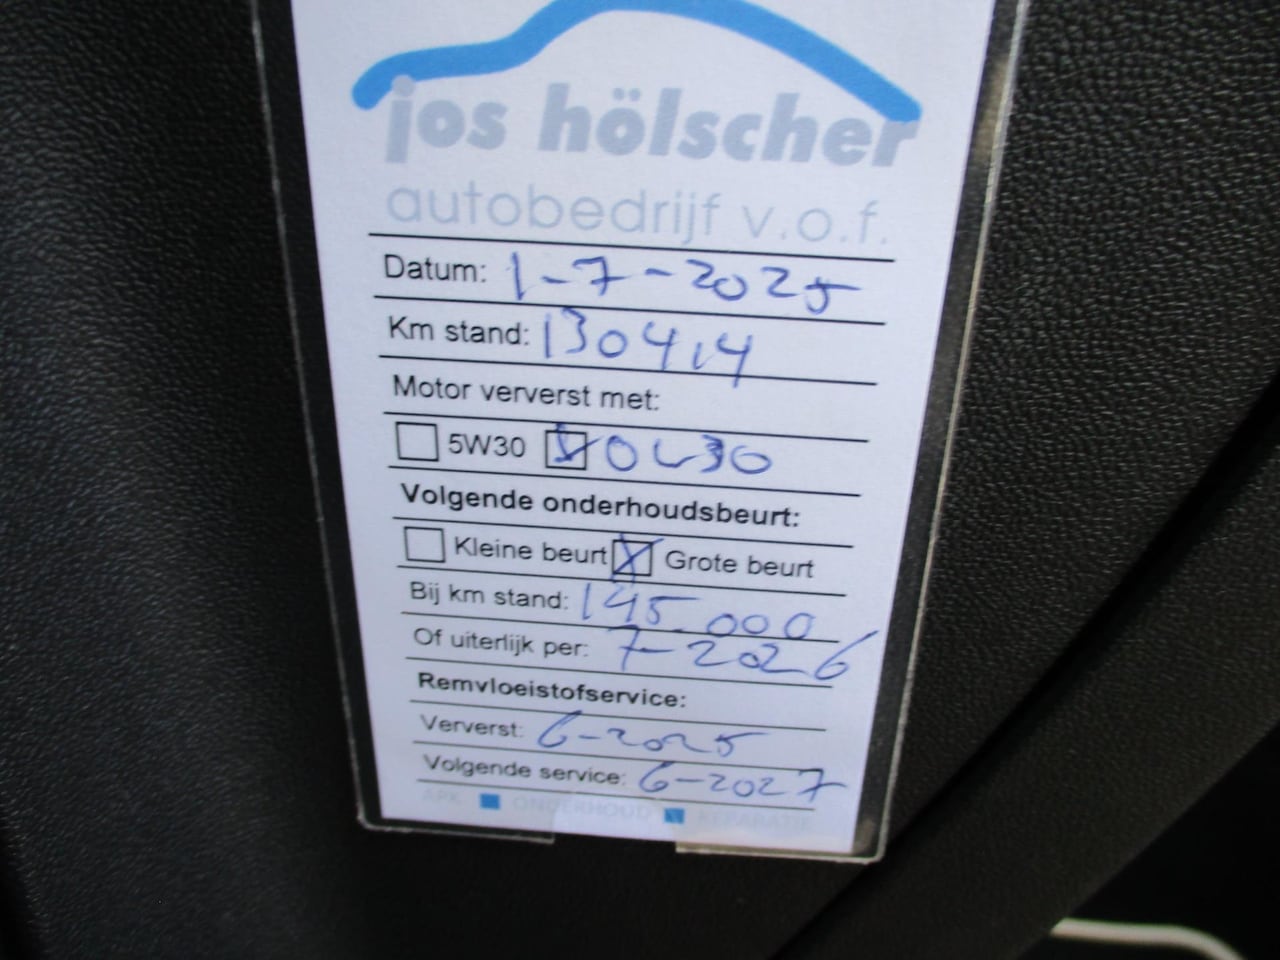 jos hölscher
autobedrijf v.o.f.
Datum: 1-7-2025
Km stand: 130414
Motor ververst met:
5W30 0W30
Volgende onderhoudsbeurt:
Kleine beurt Grote beurt
Bij km stand: 145.000
Of uiterlijk per: 7-2026
Remvloeistofservice:
Ververst: 6-2025
Volgende service: 6-2027
APK ONDERHOUD REPARATIE